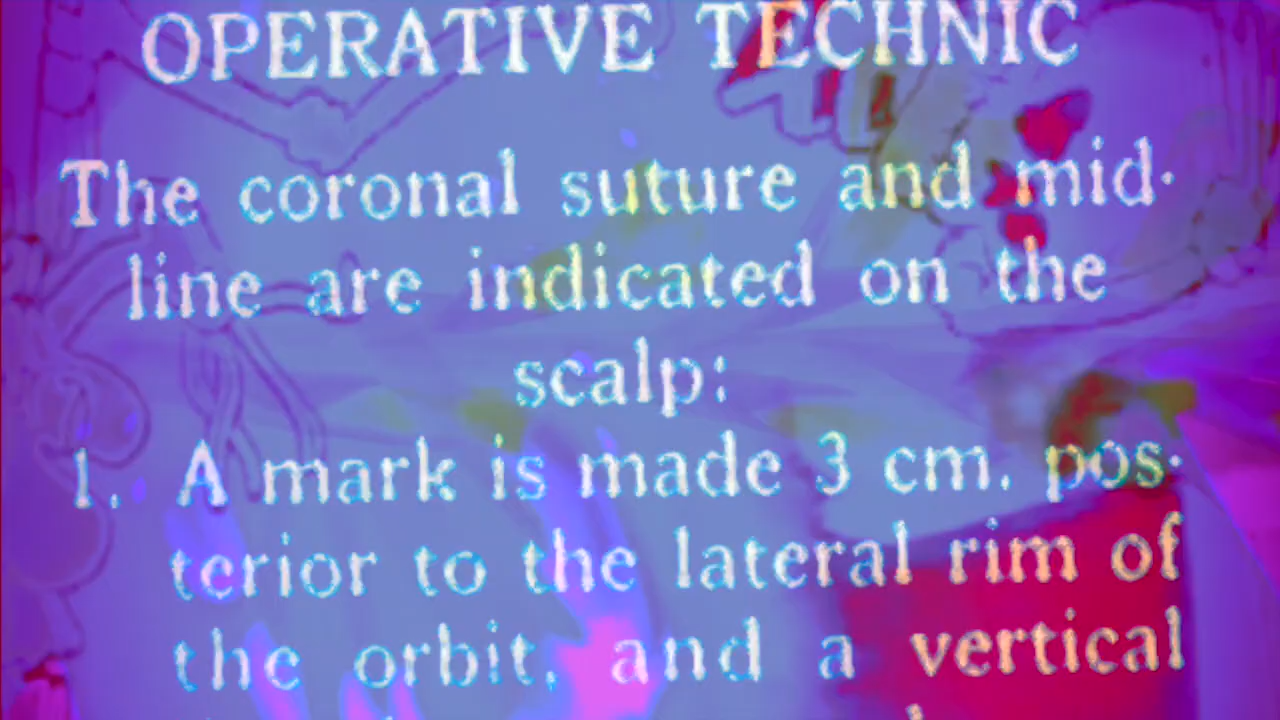 OPERATIVE TECHNIC
The coronal suture and mid-
line are indicated on the
scalp:
1. A mark is made 3 cm. pos-
terior to the lateral rim of
the orbit, and a vertical